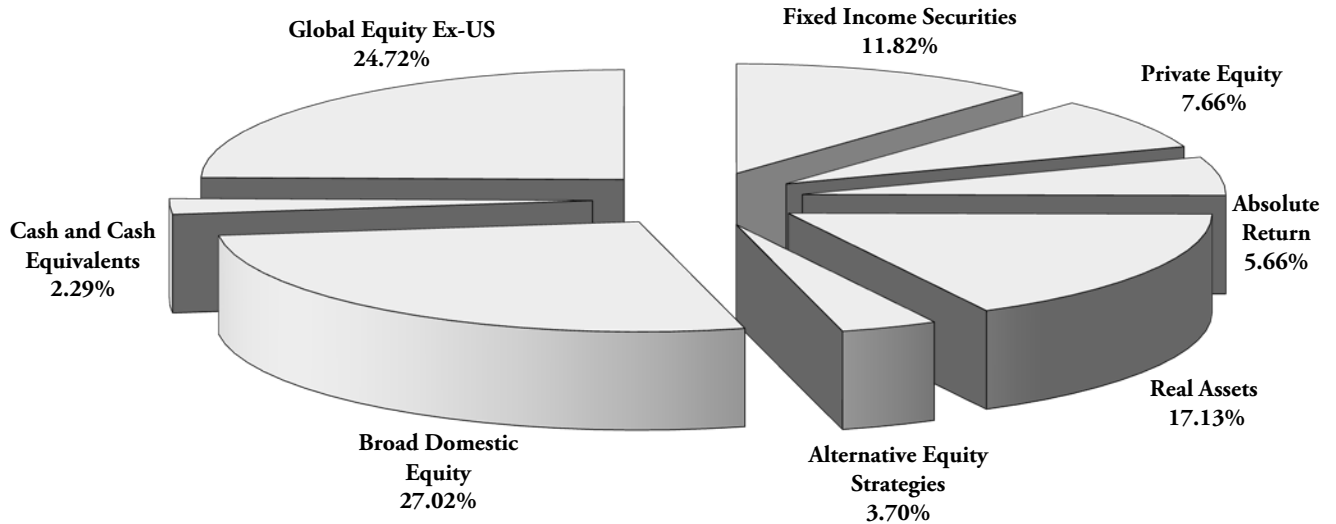 Global Equity Ex-US
24.72%
Fixed Income Securities
11.82%
Private Equity
7.66%
Absolute
Return
5.66%
Real Assets
17.13%
Alternative Equity
Strategies
3.70%
Broad Domestic
Equity
27.02%
Cash and Cash
Equivalents
2.29%